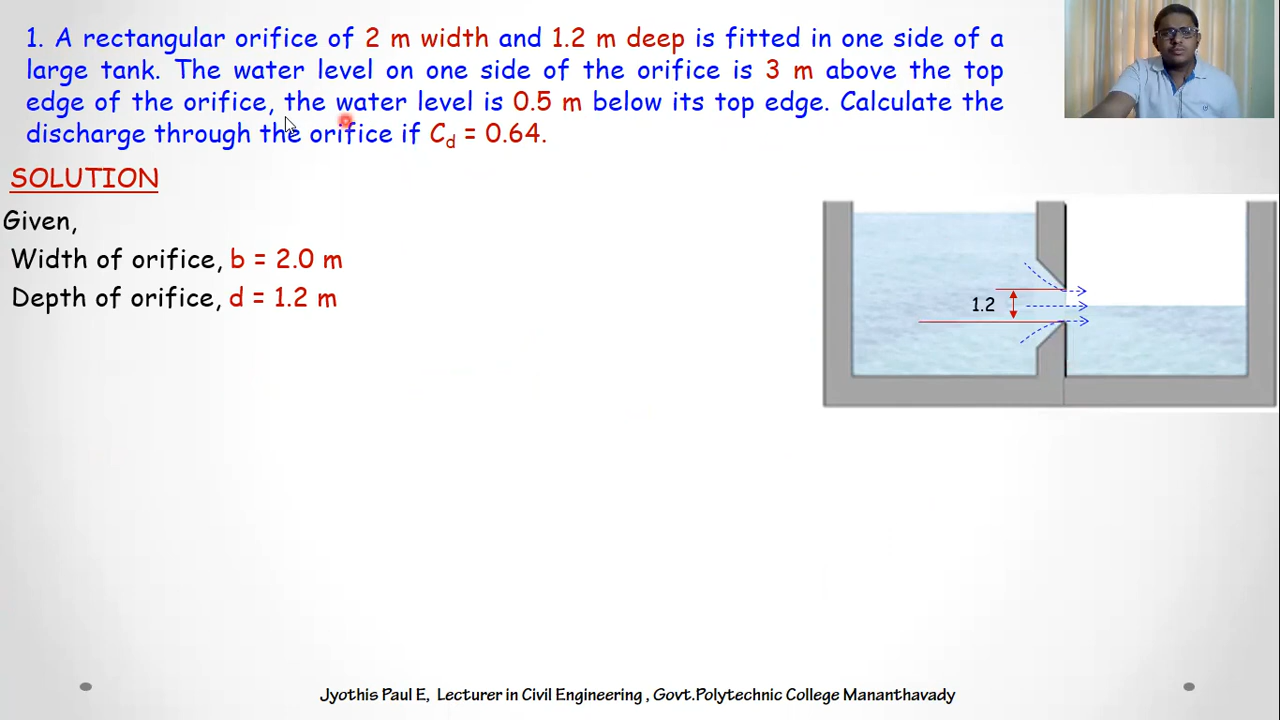 1. A rectangular orifice of 2 m width and 1.2 m deep is fitted in one side of a
large tank. The water level on one side of the orifice is 3 m above the top
edge of the orifice, the water level is 0.5 m below its top edge. Calculate the
discharge through the orifice if Cd = 0.64.
SOLUTION
Given,
Width of orifice, b = 2.0 m
Depth of orifice, d = 1.2 m
1.2
Jyothis Paul E, Lecturer in Civil Engineering , Govt.Polytechnic College Mananthavady